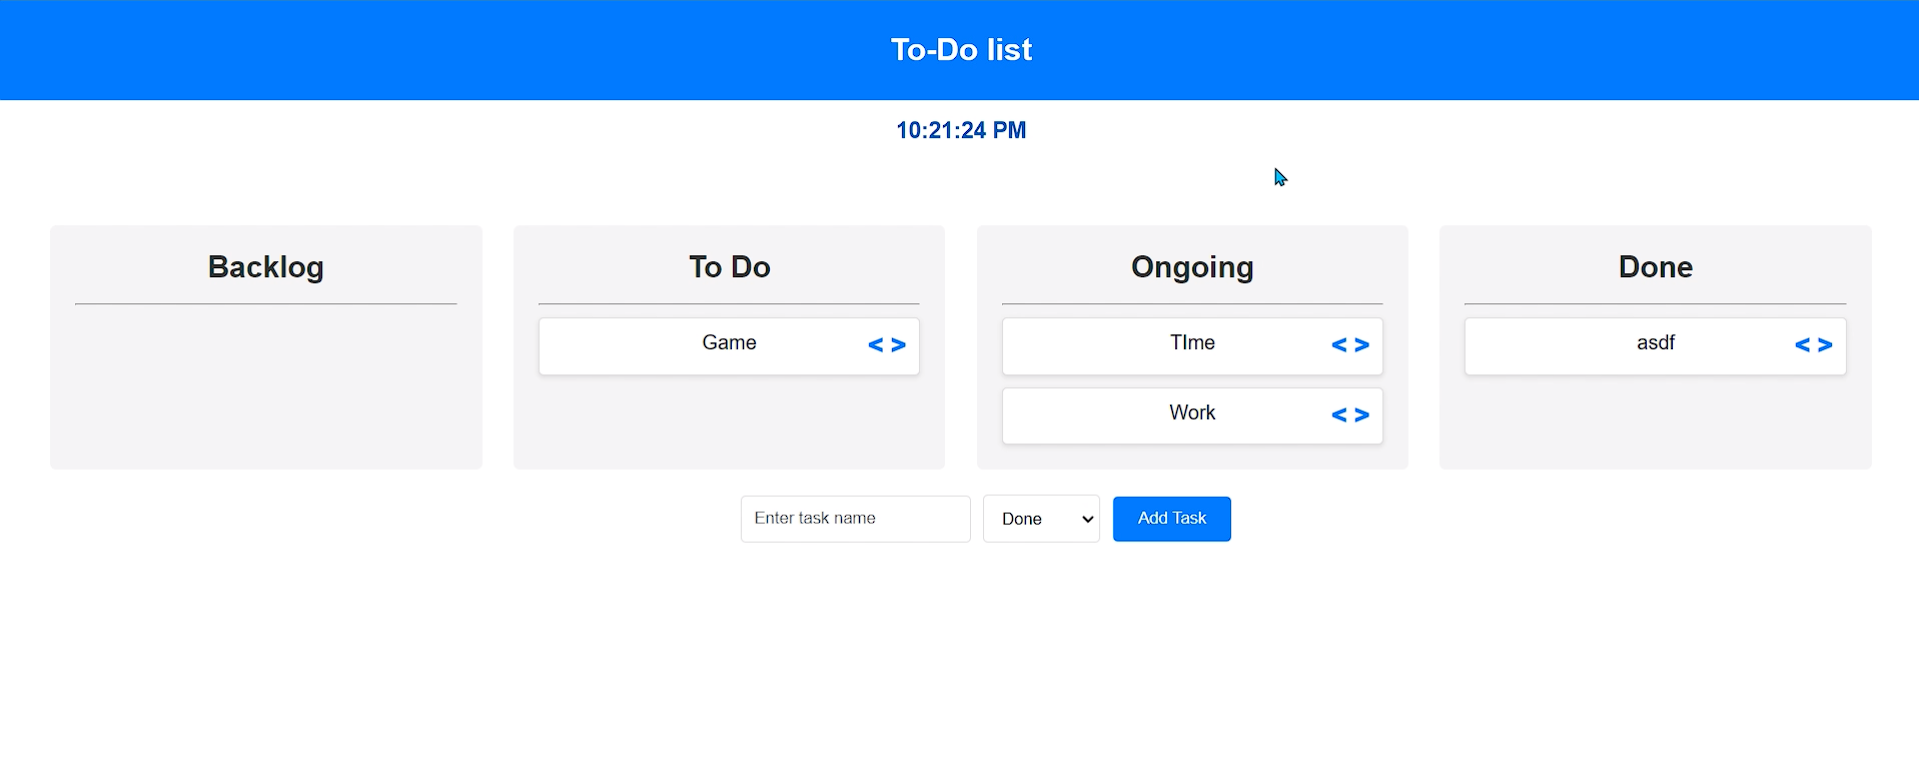 To-Do list
10:21:24 PM
Backlog
To Do
Game < >
Ongoing
TIme < >
Work < >
Done
asdf < >
Enter task name Done Add Task